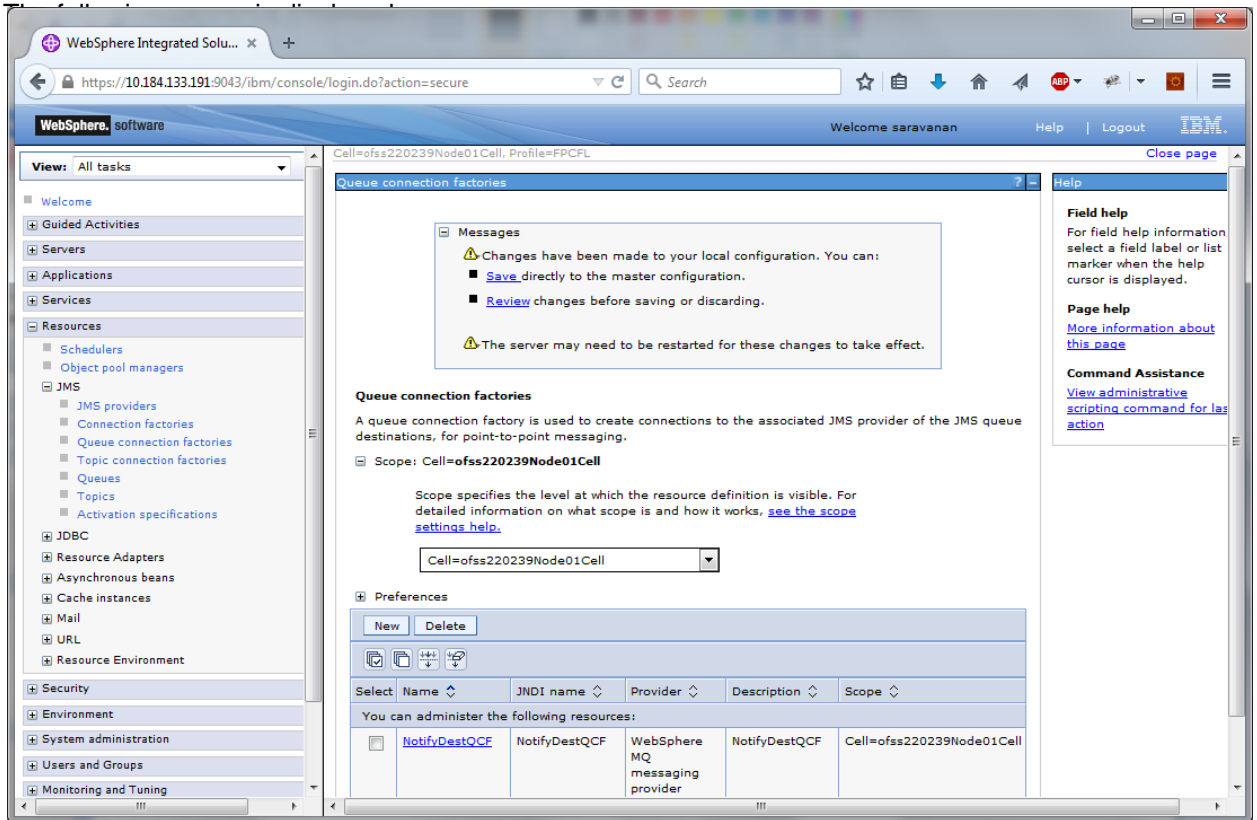 WebSphere Integrated Solu...
https://10.184.133.191:9043/ibm/console/login.do?action=secure
Search
ABP
WebSphere. software
Welcome saravanan
Help | Logout
IBM.
View: All tasks
Welcome
Guided Activities
Servers
Applications
Services
Resources
Schedulers
Object pool managers
JMS
JMS providers
Connection factories
Queue connection factories
Topic connection factories
Queues
Topics
Activation specifications
JDBC
Resource Adapters
Asynchronous beans
Cache instances
Mail
URL
Resource Environment
Security
Environment
System administration
Users and Groups
Monitoring and Tuning
Cell=ofss220239Node01Cell, Profile=FPCFL
Close page
Queue connection factories
? -
Messages
Changes have been made to your local configuration. You can:
Save directly to the master configuration.
Review changes before saving or discarding.
The server may need to be restarted for these changes to take effect.
Queue connection factories
A queue connection factory is used to create connections to the associated JMS provider of the JMS queue
destinations, for point-to-point messaging.
Scope: Cell=ofss220239Node01Cell
Scope specifies the level at which the resource definition is visible. For
detailed information on what scope is and how it works, see the scope
settings help.
Cell=ofss220239Node01Cell
Preferences
New Delete
Select Name JNDI name Provider Description Scope
You can administer the following resources:
NotifyDestQCF NotifyDestQCF WebSphere NotifyDestQCF Cell=ofss220239Node01Cell
MQ
messaging
provider
Help
Field help
For field help information
select a field label or list
marker when the help
cursor is displayed.
Page help
More information about
this page
Command Assistance
View administrative
scripting command for las
action